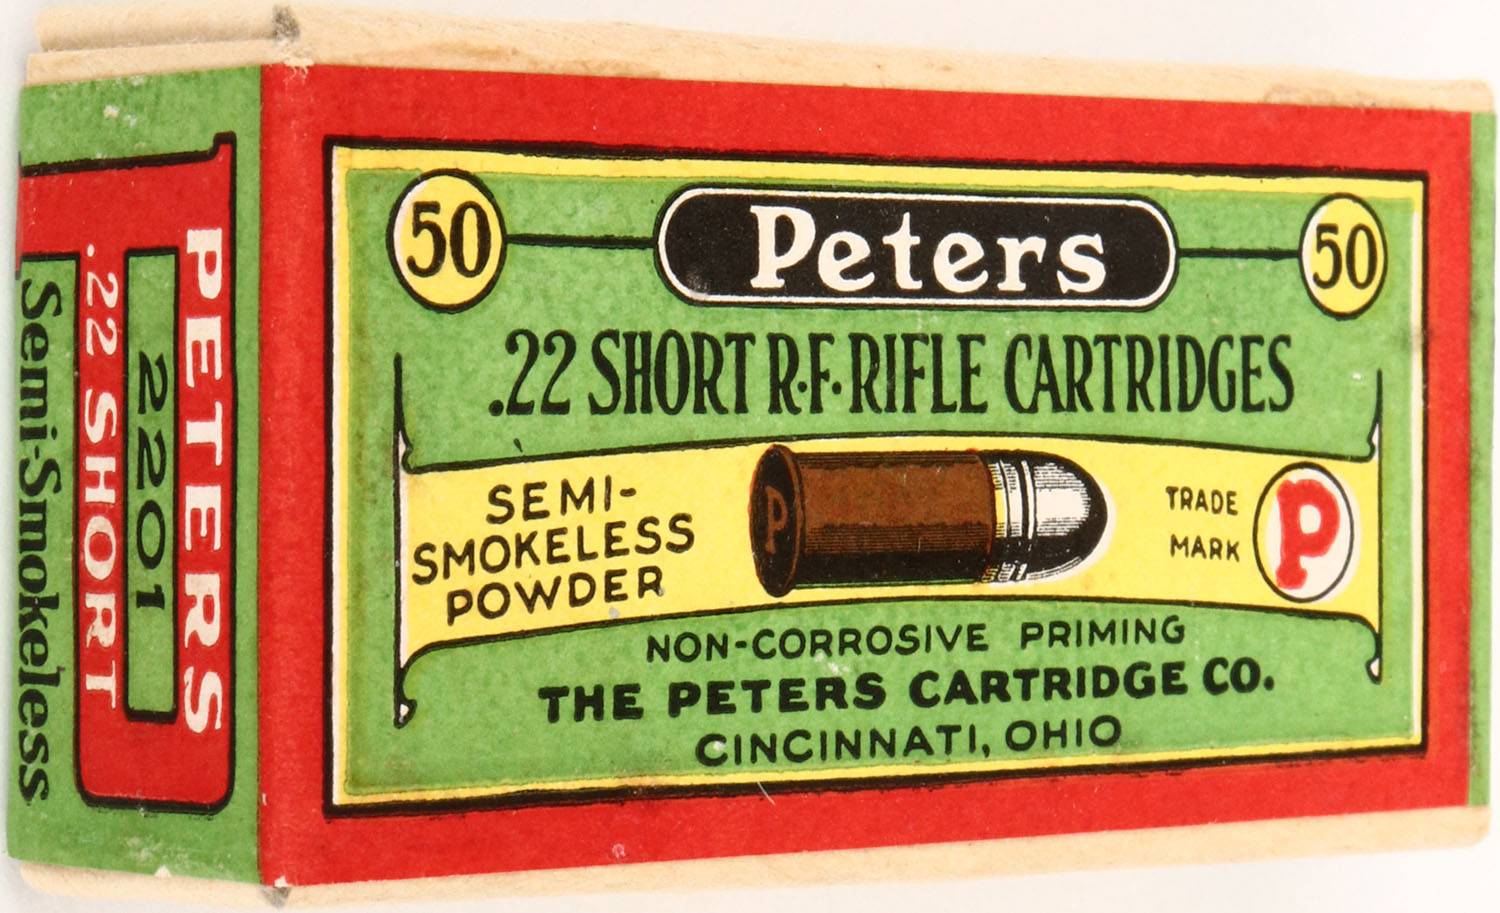 50 Peters 50
.22 SHORT R·F· RIFLE CARTRIDGES
SEMI-
SMOKELESS
POWDER
P
TRADE
MARK
P
NON-CORROSIVE PRIMING
THE PETERS CARTRIDGE CO.
CINCINNATI, OHIO
PETERS
2201
.22 SHORT
Semi-Smokeless